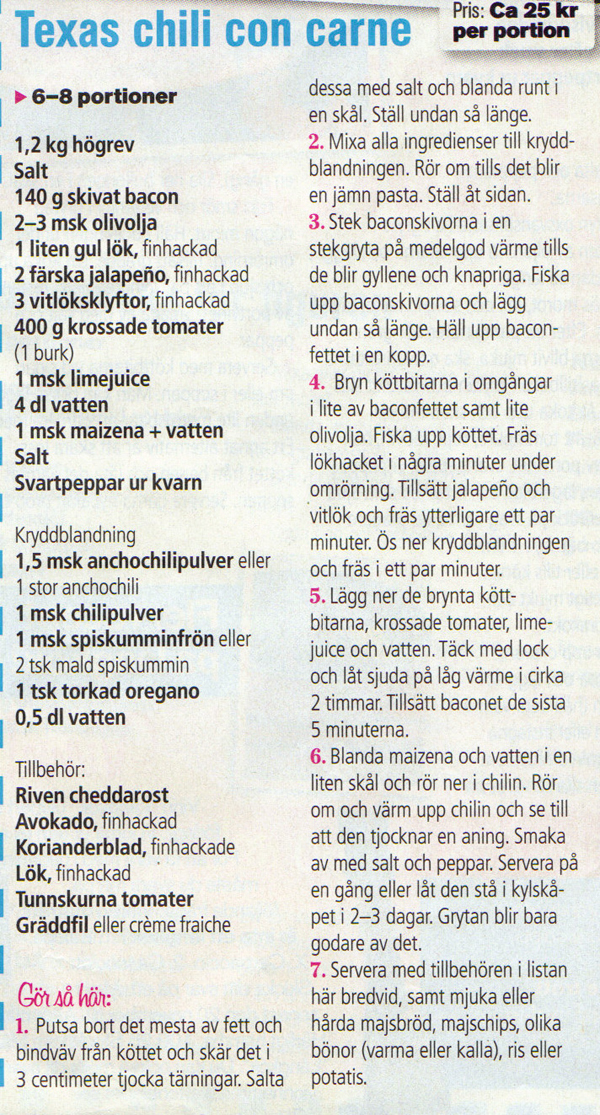 Texas chili con carne
Pris: Ca 25 kr
per portion
▶ 6–8 portioner
1,2 kg högrev
Salt
140 g skivat bacon
2–3 msk olivolja
1 liten gul lök, finhackad
2 färska jalapeño, finhackad
3 vitlöksklyftor, finhackad
400 g krossade tomater
(1 burk)
1 msk limejuice
4 dl vatten
1 msk maizena + vatten
Salt
Svartpeppar ur kvarn
Kryddblandning
1,5 msk anchochilipulver eller
1 stor anchochili
1 msk chilipulver
1 msk spiskumminfrön eller
2 tsk mald spiskummin
1 tsk torkad oregano
0,5 dl vatten
Tillbehör:
Riven cheddarost
Avokado, finhackad
Korianderblad, finhackade
Lök, finhackad
Tunnskurna tomater
Gräddfil eller crème fraiche
Gör så här:
1. Putsa bort det mesta av fett och
bindväv från köttet och skär det i
3 centimeter tjocka tärningar. Salta
dessa med salt och blanda runt i
en skål. Ställ undan så länge.
2. Mixa alla ingredienser till krydd-
blandningen. Rör om tills det blir
en jämn pasta. Ställ åt sidan.
3. Stek baconskivorna i en
stekgryta på medelgod värme tills
de blir gyllene och knapriga. Fiska
upp baconskivorna och lägg
undan så länge. Häll upp bacon-
fettet i en kopp.
4. Bryn köttbitarna i omgångar
i lite av baconfettet samt lite
olivolja. Fiska upp köttet. Fräs
lökhacket i några minuter under
omrörning. Tillsätt jalapeño och
vitlök och fräs ytterligare ett par
minuter. Ös ner kryddblandningen
och fräs i ett par minuter.
5. Lägg ner de brynta kött-
bitarna, krossade tomater, lime-
juice och vatten. Täck med lock
och låt sjuda på låg värme i cirka
2 timmar. Tillsätt baconet de sista
5 minuterna.
6. Blanda maizena och vatten i en
liten skål och rör ner i chilin. Rör
om och värm upp chilin och se till
att den tjocknar en aning. Smaka
av med salt och peppar. Servera på
en gång eller låt den stå i kylskå-
pet i 2–3 dagar. Grytan blir bara
godare av det.
7. Servera med tillbehören i listan
här bredvid, samt mjuka eller
hårda majsbröd, majschips, olika
bönor (varma eller kalla), ris eller
potatis.